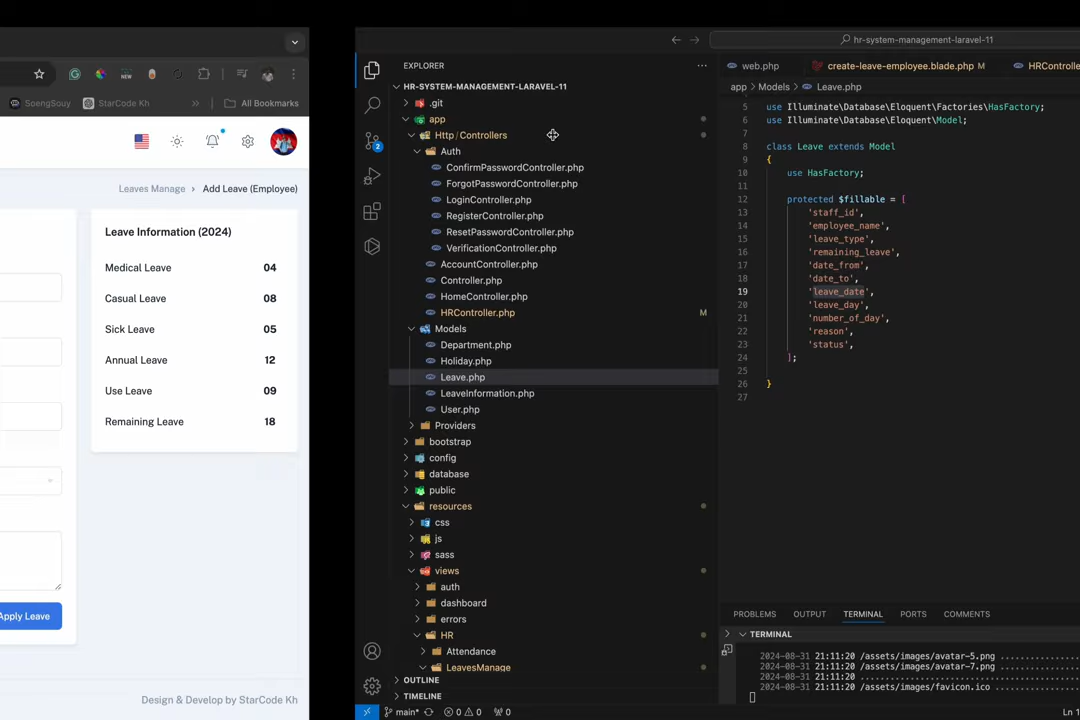 SoengSouy
StarCode Kh
»
All Bookmarks
NEW
Leaves Manage > Add Leave (Employee)
Leave Information (2024)
Medical Leave 04
Casual Leave 08
Sick Leave 05
Annual Leave 12
Use Leave 09
Remaining Leave 18
Apply Leave
Design & Develop by StarCode Kh
hr-system-management-laravel-11
EXPLORER
HR-SYSTEM-MANAGEMENT-LARAVEL-11
.git
app
Http/Controllers
Auth
ConfirmPasswordController.php
ForgotPasswordController.php
LoginController.php
RegisterController.php
ResetPasswordController.php
VerificationController.php
AccountController.php
Controller.php
HomeController.php
HRController.php M
Models
Department.php
Holiday.php
Leave.php
LeaveInformation.php
User.php
Providers
bootstrap
config
database
public
resources
css
js
sass
views
auth
dashboard
errors
HR
Attendance
LeavesManage
OUTLINE
TIMELINE
2
web.php
create-leave-employee.blade.php M
HRControlle
app > Models > Leave.php
5 use Illuminate\Database\Eloquent\Factories\HasFactory;
6 use Illuminate\Database\Eloquent\Model;
7
8 class Leave extends Model
9 {
10 use HasFactory;
11
12 protected $fillable = [
13 'staff_id',
14 'employee_name',
15 'leave_type',
16 'remaining_leave',
17 'date_from',
18 'date_to',
19 'leave_date',
20 'leave_day',
21 'number_of_day',
22 'reason',
23 'status',
24 ];
25
26 }
27
PROBLEMS OUTPUT TERMINAL PORTS COMMENTS
TERMINAL
2024-08-31 21:11:20 /assets/images/avatar-5.png ..................
2024-08-31 21:11:20 /assets/images/avatar-7.png ..................
2024-08-31 21:11:20 ..................
2024-08-31 21:11:20 /assets/images/favicon.ico ..................
main* 0 0 0
Ln 1